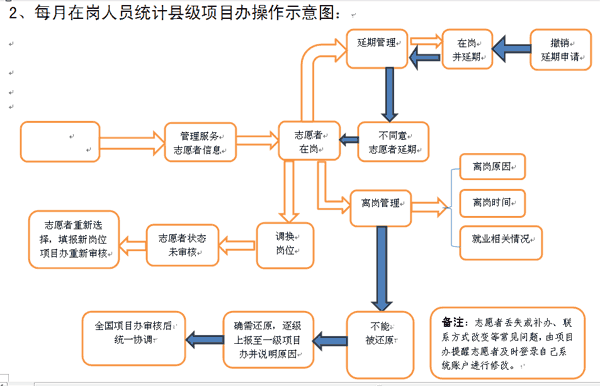 2、每月在岗人员统计县级项目办操作示意图：
延期管理
在岗
并延期
撤销
延期申请
管理服务
志愿者信息
志愿者
在岗
不同意
志愿者延期
离岗原因
离岗时间
就业相关情况
离岗管理
调换
岗位
志愿者状态
未审核
志愿者重新选
择，填报新岗位
项目办重新审核
全国项目办审核后
统一协调
确需还原，逐级
上报至一级项目
办并说明原因
不能
被还原
备注：志愿者丢失或补办、联
系方式改变等常见问题，由项目
办提醒志愿者及时登录自己系
统账户进行修改。